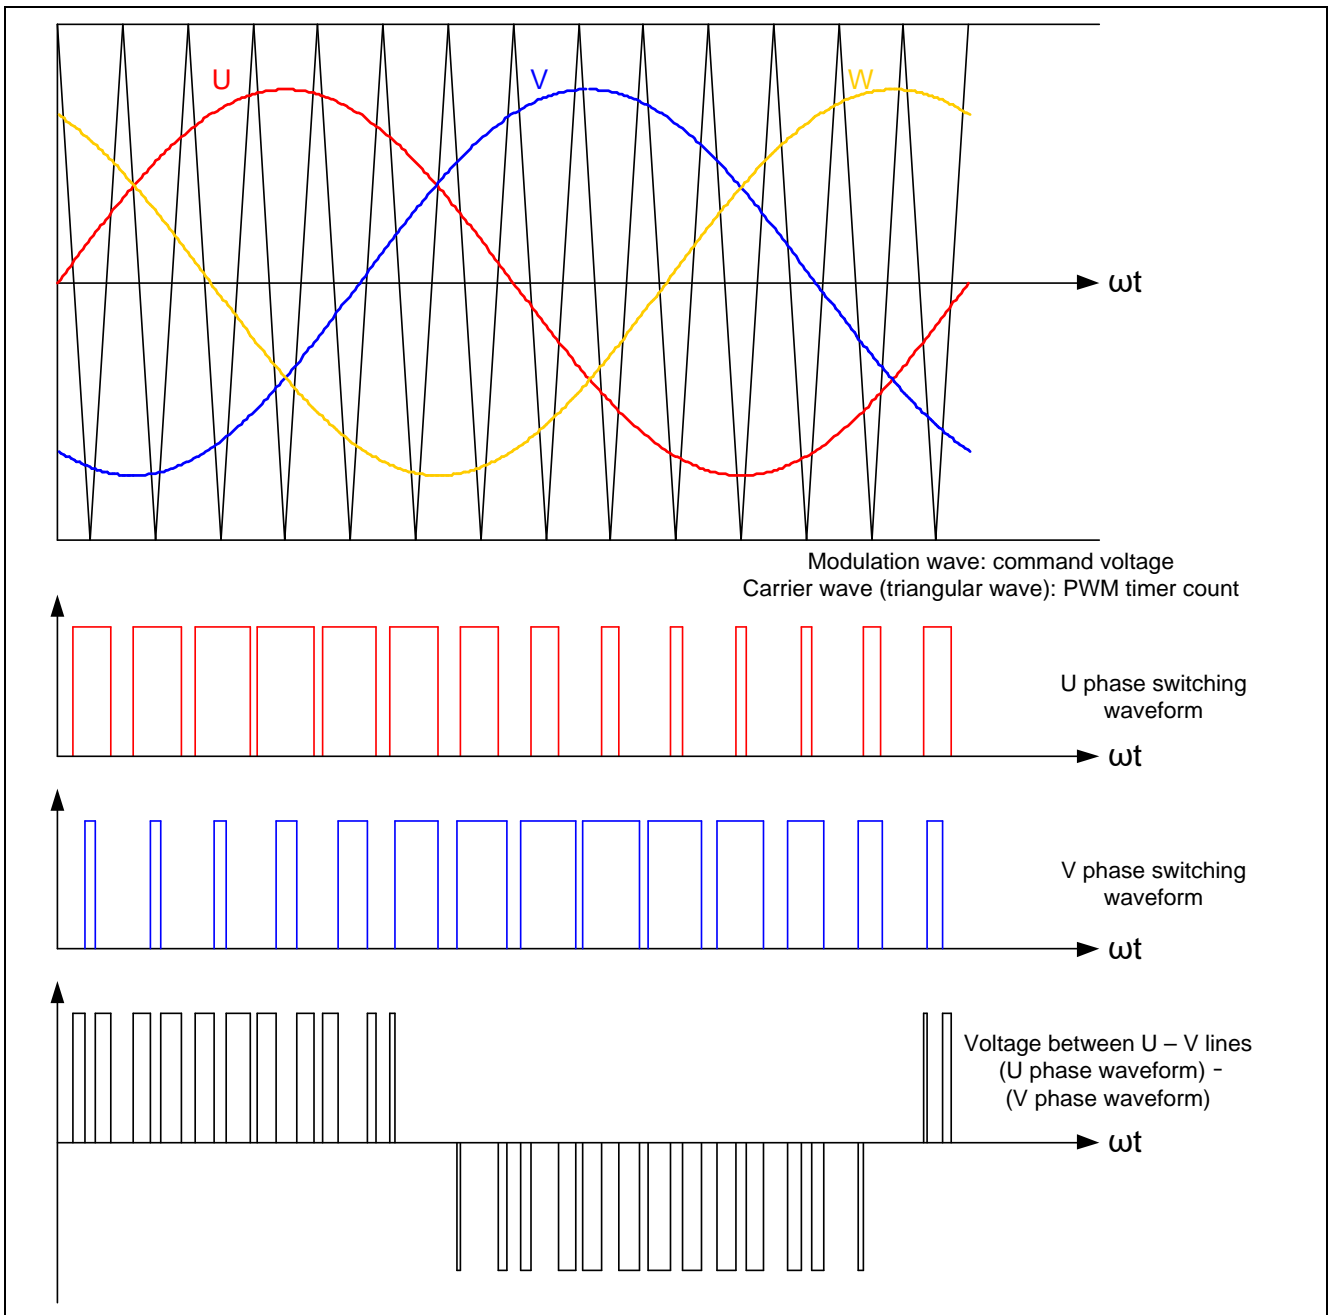 U
V
W
ωt
Modulation wave: command voltage
Carrier wave (triangular wave): PWM timer count
U phase switching
waveform
ωt
V phase switching
waveform
ωt
Voltage between U – V lines
(U phase waveform) -
(V phase waveform)
ωt